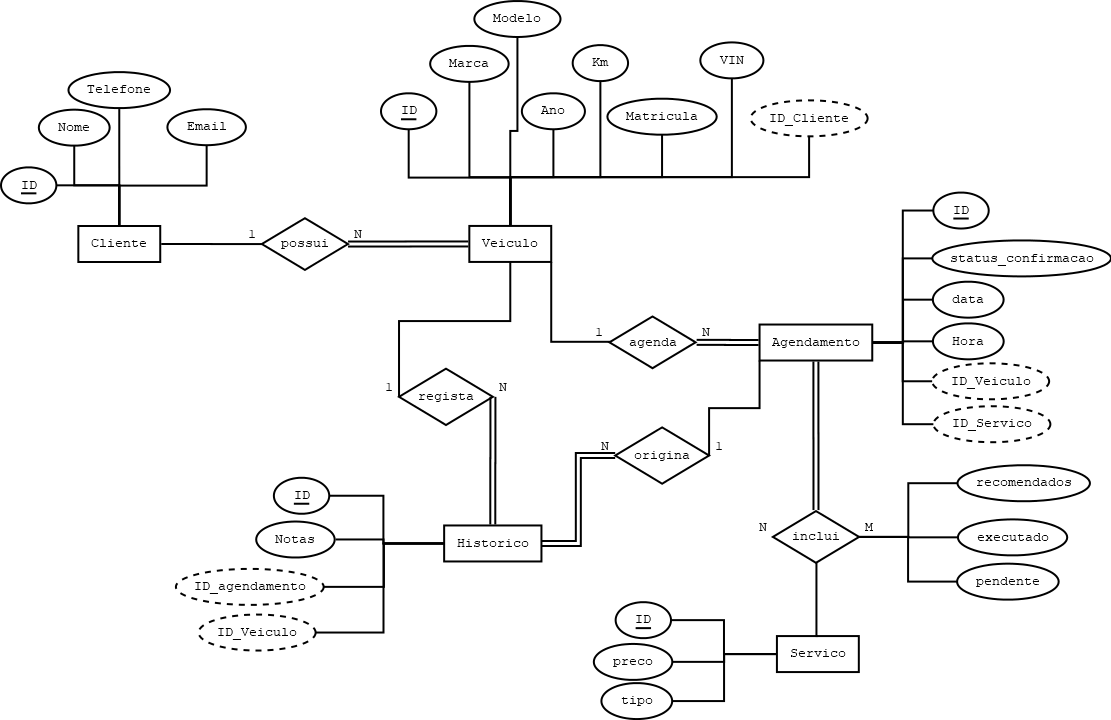 Modelo
Marca
Km
VIN
Telefone
ID
Ano
Matricula
ID_Cliente
Nome
Email
ID
Cliente
1
possui
N
Veiculo
ID
status_confirmacao
data
Hora
ID_Veiculo
ID_Servico
1
agenda
N
Agendamento
1
regista
N
N
origina
1
ID
Notas
ID_agendamento
ID_Veiculo
Historico
recomendados
executado
pendente
N
inclui
M
ID
preco
tipo
Servico